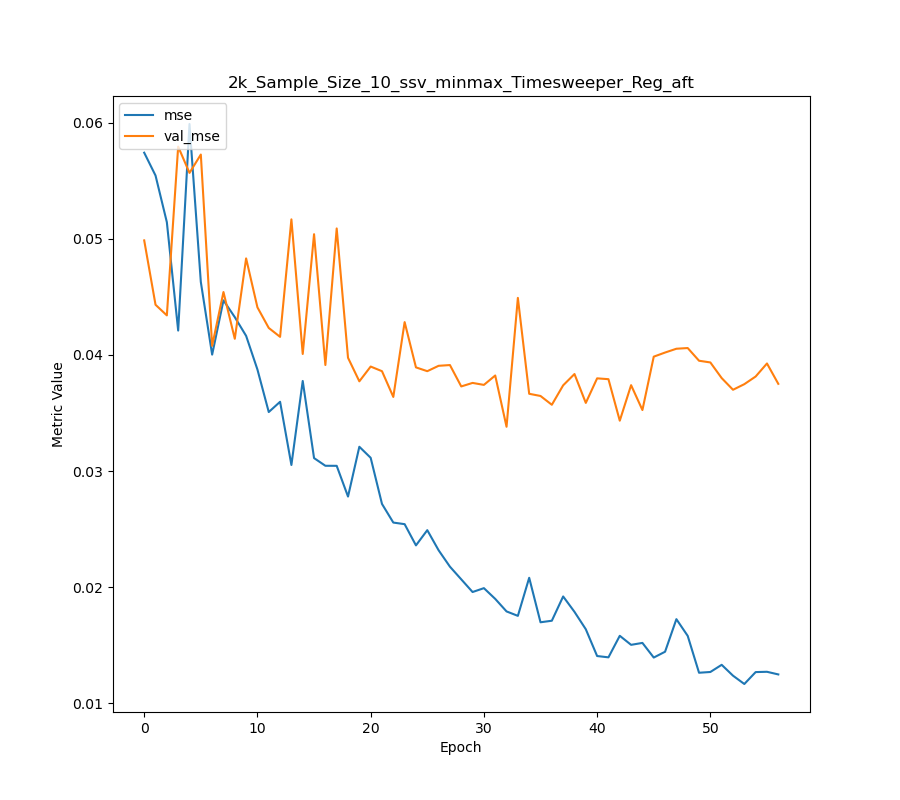 2k_Sample_Size_10_ssv_minmax_Timesweeper_Reg_aft
mse
val_mse
0.06
0.05
0.04
0.03
0.02
0.01
Metric Value
0 10 20 30 40 50
Epoch